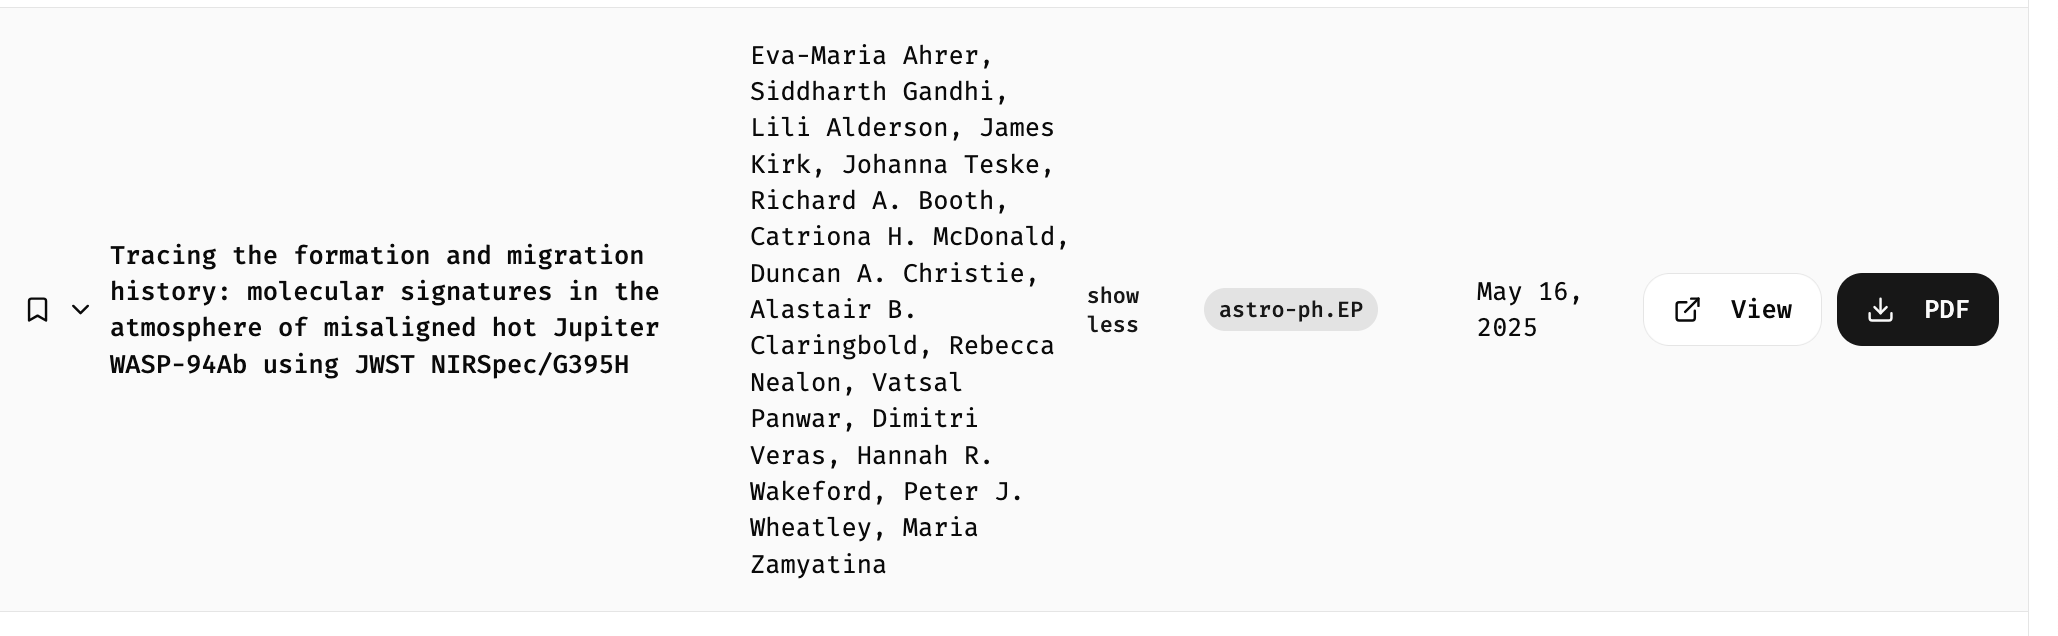 Tracing the formation and migration
history: molecular signatures in the
atmosphere of misaligned hot Jupiter
WASP-94Ab using JWST NIRSpec/G395H
Eva-Maria Ahrer,
Siddharth Gandhi,
Lili Alderson, James
Kirk, Johanna Teske,
Richard A. Booth,
Catriona H. McDonald,
Duncan A. Christie,
Alastair B.
Claringbold, Rebecca
Nealon, Vatsal
Panwar, Dimitri
Veras, Hannah R.
Wakeford, Peter J.
Wheatley, Maria
Zamyatina
show
less
astro-ph.EP
May 16,
2025
View
PDF